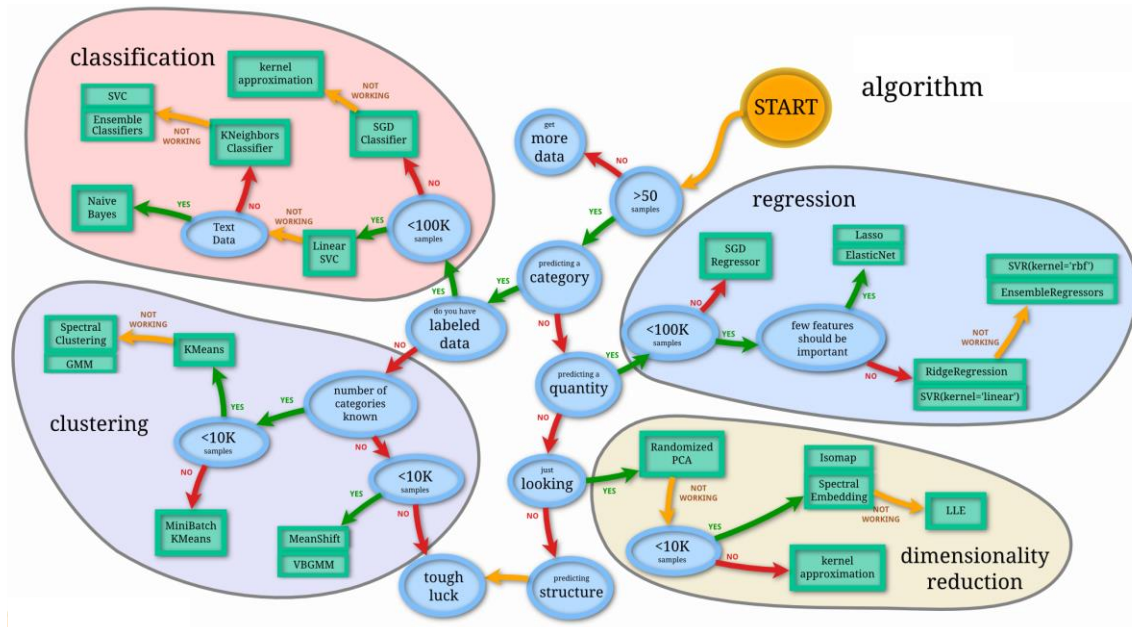 classification
kernel
approximation
NOT
WORKING
SVC
Ensemble
Classifiers
NOT
WORKING
KNeighbors
Classifier
SGD
Classifier
NO
Naive
Bayes
YES
Text
Data
NO
NOT
WORKING
Linear
SVC
YES
<100K
samples
algorithm
START
get
more
data
NO
>50
samples
YES
predicting a
category
YES
NO
do you have
labeled
data
YES
NO
predicting a
quantity
YES
NO
just
looking
YES
NO
predicting
structure
tough
luck
regression
SGD
Regressor
NO
<100K
samples
YES
Lasso
ElasticNet
YES
few features
should be
important
NO
SVR(kernel='rbf')
EnsembleRegressors
NOT
WORKING
RidgeRegression
SVR(kernel='linear')
clustering
Spectral
Clustering
GMM
NOT
WORKING
KMeans
YES
<10K
samples
NO
MiniBatch
KMeans
YES
number of
categories
known
NO
<10K
samples
YES
NO
MeanShift
VBGMM
Randomized
PCA
NOT
WORKING
<10K
samples
YES
NO
Isomap
Spectral
Embedding
NOT
WORKING
LLE
kernel
approximation
dimensionality
reduction